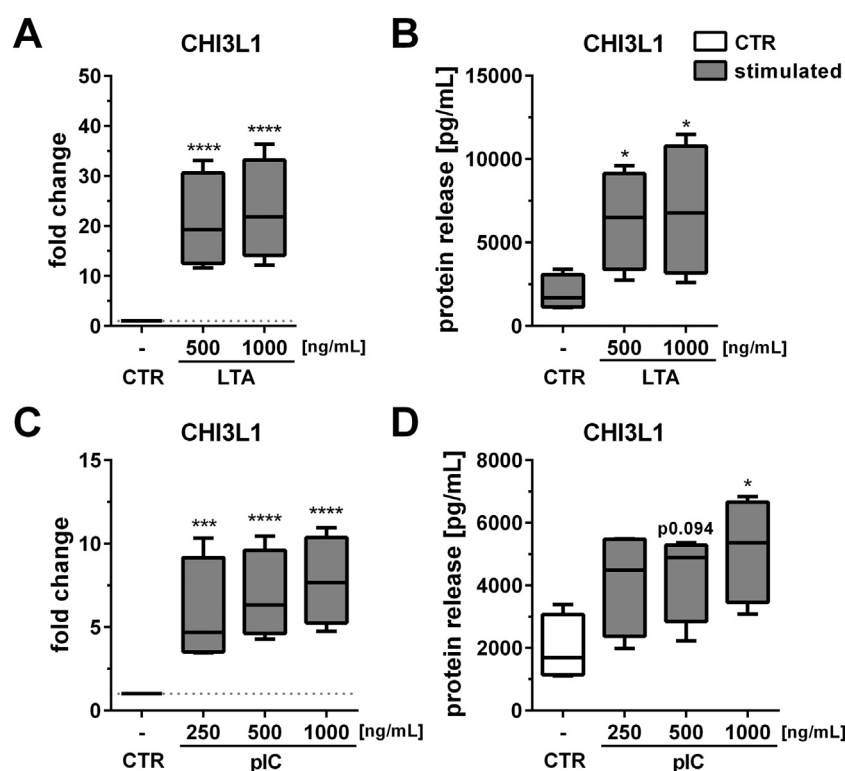 A
CHI3L1
fold change
50
40
30
20
10
0
**** ****
- 500 1000 [ng/mL]
CTR LTA
B
CHI3L1
CTR
stimulated
protein release [pg/mL]
15000
10000
5000
0
* *
- 500 1000 [ng/mL]
CTR LTA
C
CHI3L1
fold change
15
10
5
0
*** **** ****
- 250 500 1000 [ng/mL]
CTR pIC
D
CHI3L1
protein release [pg/mL]
8000
6000
4000
2000
0
p0.094 *
- 250 500 1000 [ng/mL]
CTR pIC